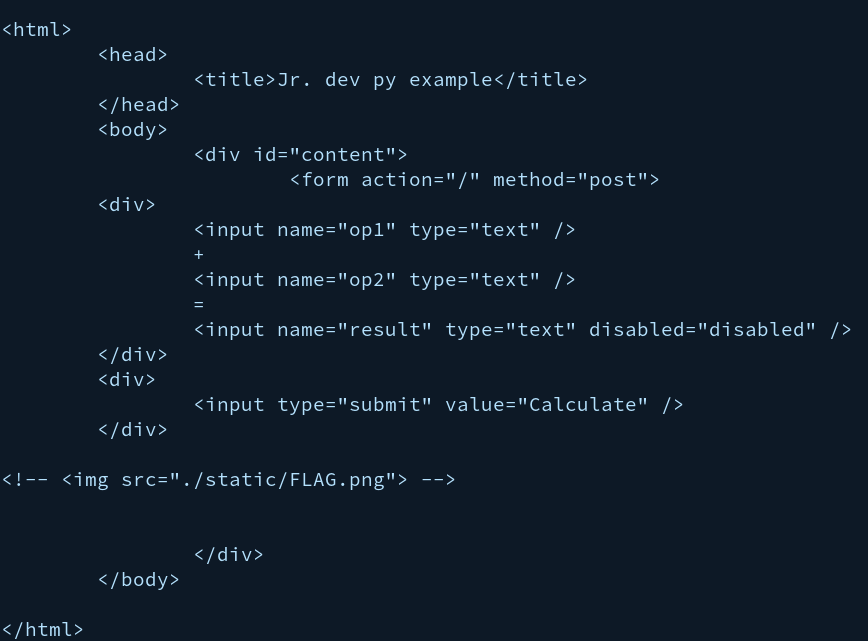 <html>
<head>
<title>Jr. dev py example</title>
</head>
<body>
<div id="content">
<form action="/" method="post">
<div>
<input name="op1" type="text" />
+
<input name="op2" type="text" />
=
<input name="result" type="text" disabled="disabled" />
</div>
<div>
<input type="submit" value="Calculate" />
</div>
<!-- <img src="./static/FLAG.png"> -->
</div>
</body>
</html>